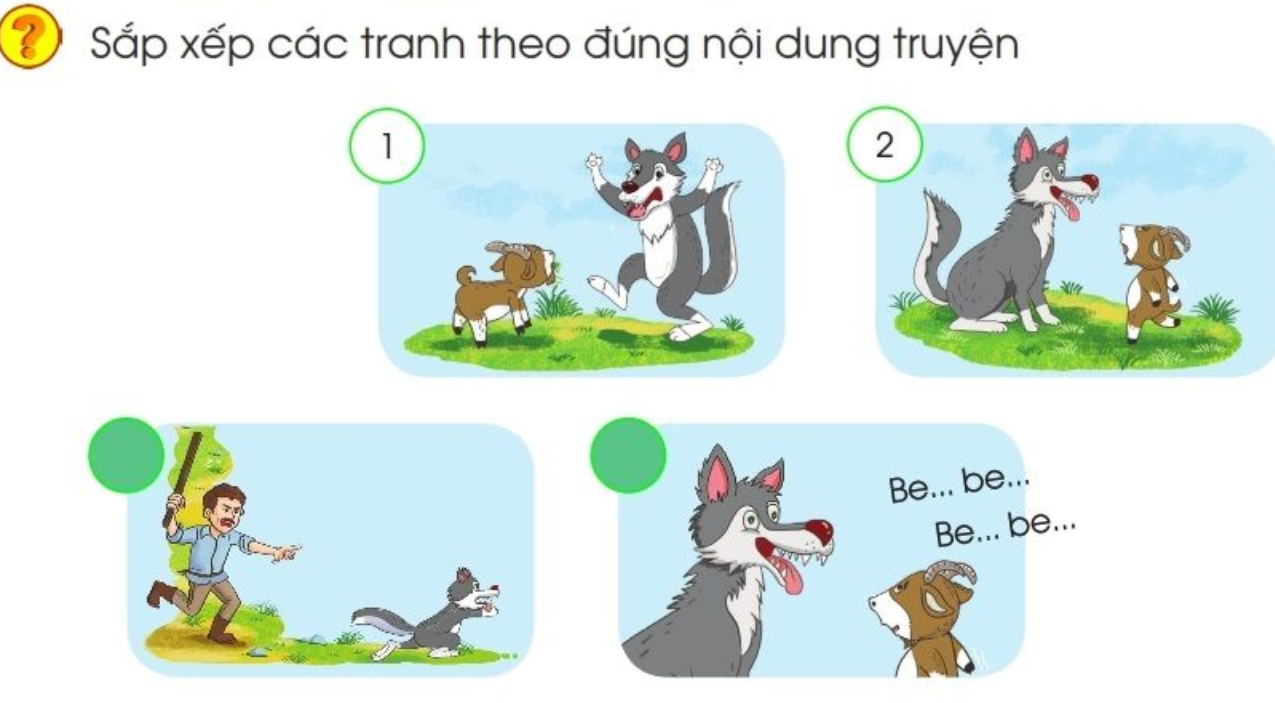 ?
Sắp xếp các tranh theo đúng nội dung truyện
1
2
Be... be...
Be... be...